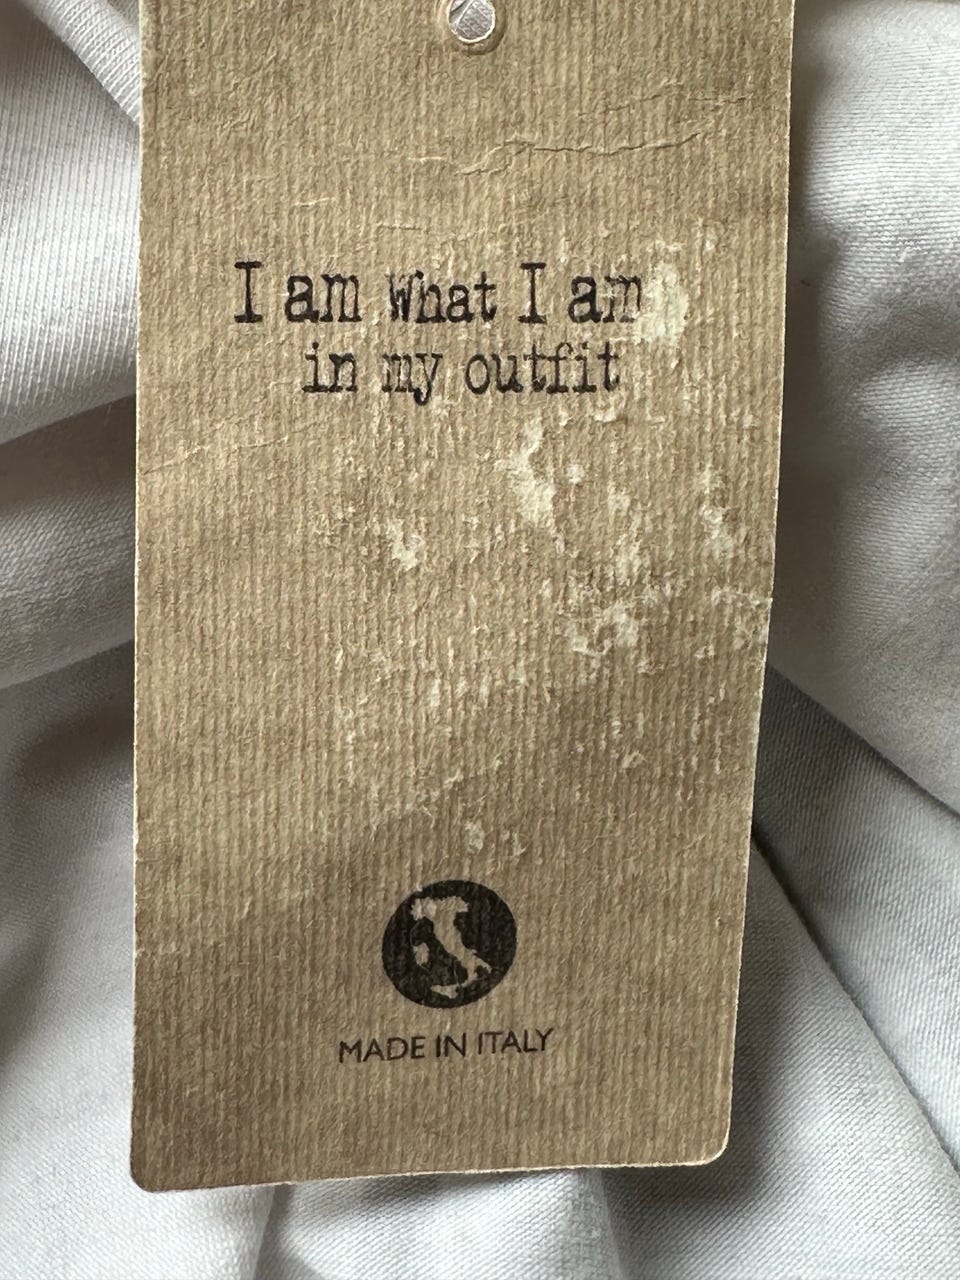 I am what I am
in my outfit
MADE IN ITALY